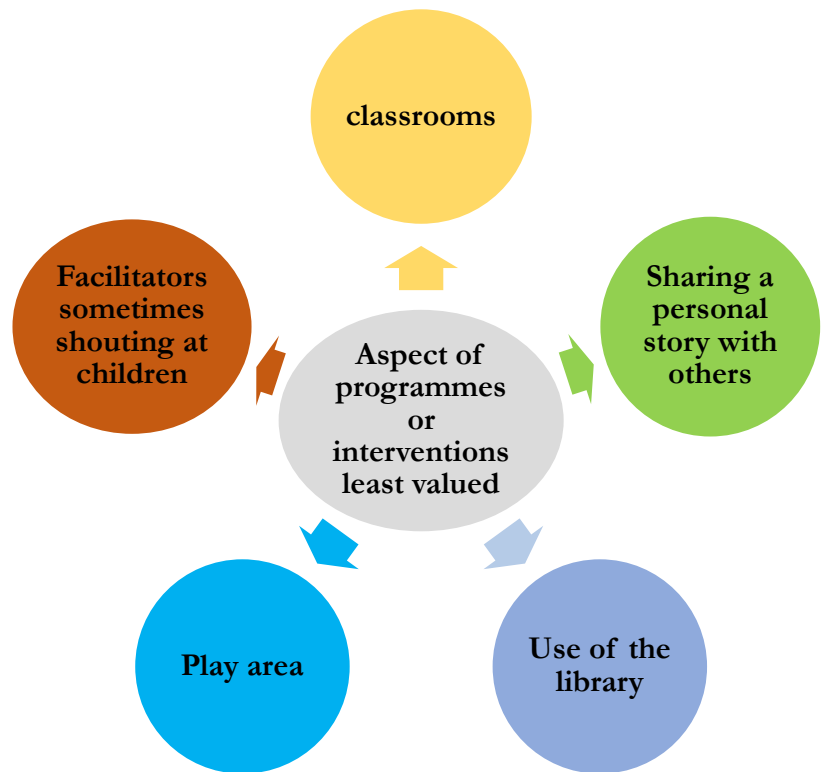 classrooms
Facilitators
sometimes
shouting at
children
Sharing a
personal
story with
others
Aspect of
programmes
or
interventions
least valued
Play area
Use of the
library